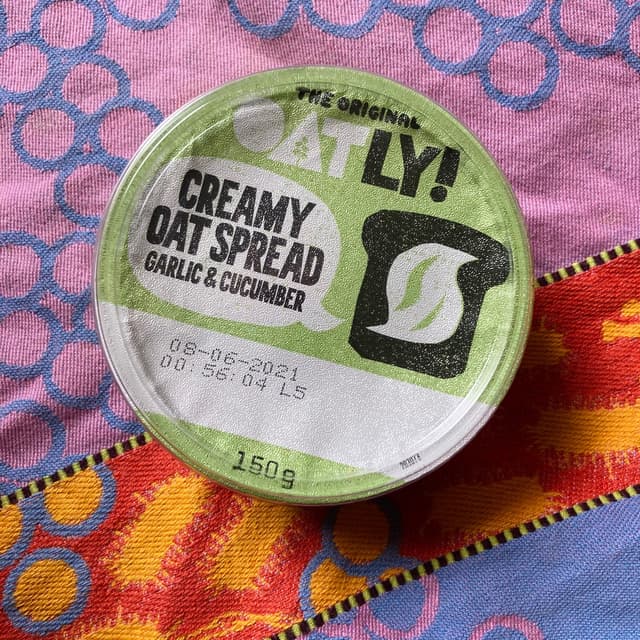 THE ORIGINAL
OATLY!
CREAMY
OAT SPREAD
GARLIC & CUCUMBER
08-06-2021
00:56:04 L5
150g